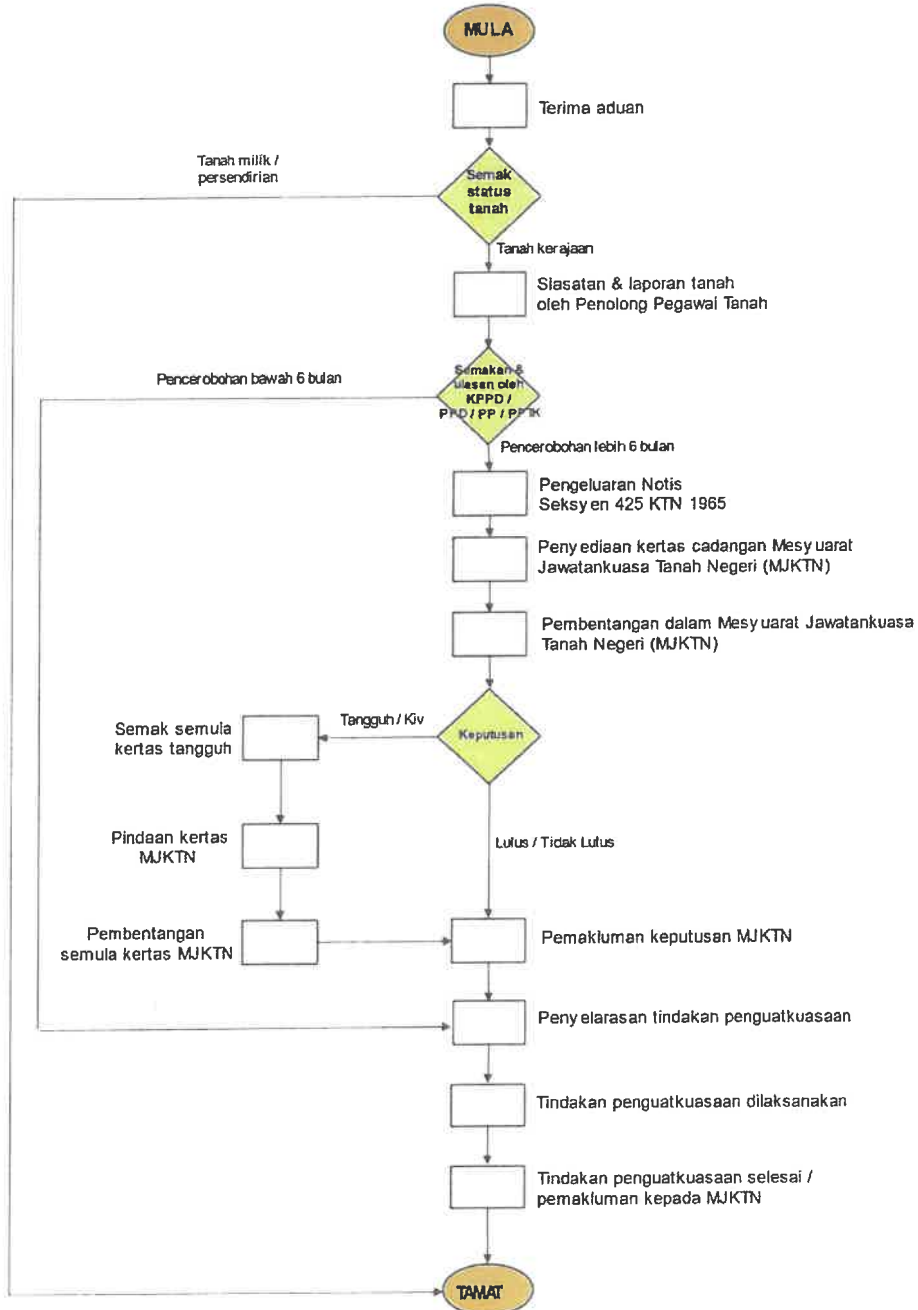 MULA
Terima aduan
Tanah milik /
persendirian
Semak
status
tanah
Tanah kerajaan
Siasatan & laporan tanah
oleh Penolong Pegawai Tanah
Pencerobohan bawah 6 bulan
Semakan &
ulasan oleh
KPPD /
PPD / PP / PPTK
Pencerobohan lebih 6 bulan
Pengeluaran Notis
Seksyen 425 KTN 1965
Penyediaan kertas cadangan Mesyuarat
Jawatankuasa Tanah Negeri (MJKTN)
Pembentangan dalam Mesyuarat Jawatankuasa
Tanah Negeri (MJKTN)
Semak semula
kertas tangguh
Tangguh / Kiv
Keputusan
Pindaan kertas
MJKTN
Lulus / Tidak Lulus
Pembentangan
semula kertas MJKTN
Pemakluman keputusan MJKTN
Penyelarasan tindakan penguatkuasaan
Tindakan penguatkuasaan dilaksanakan
Tindakan penguatkuasaan selesai /
pemakluman kepada MJKTN
TAMAT